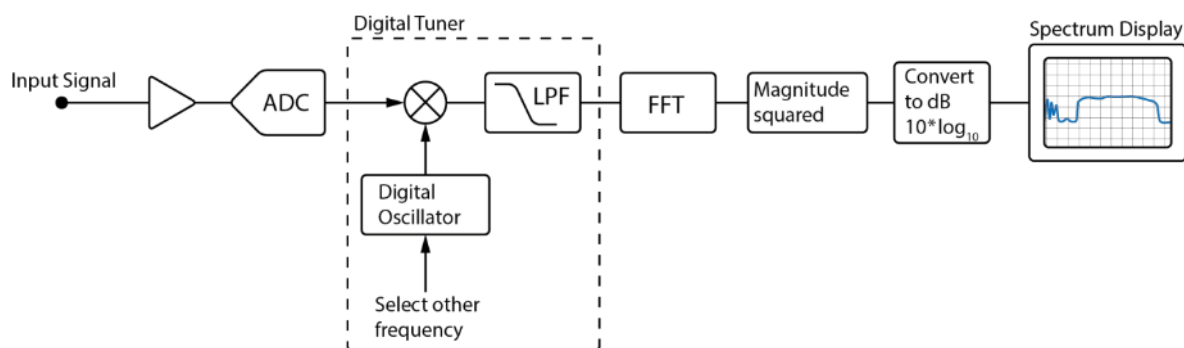 Digital Tuner
Spectrum Display
Input Signal
ADC
LPF
FFT
Magnitude
squared
Convert
to dB
10*log₁₀
Digital
Oscillator
Select other
frequency